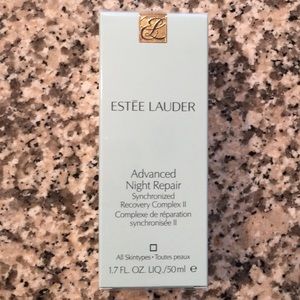 ESTĒE LAUDER
Advanced
Night Repair
Synchronized
Recovery Complex II
Complexe de réparation
synchronisée II
All Skintypes • Toutes peaux
1.7 FL. OZ. LIQ./50 ml ℮